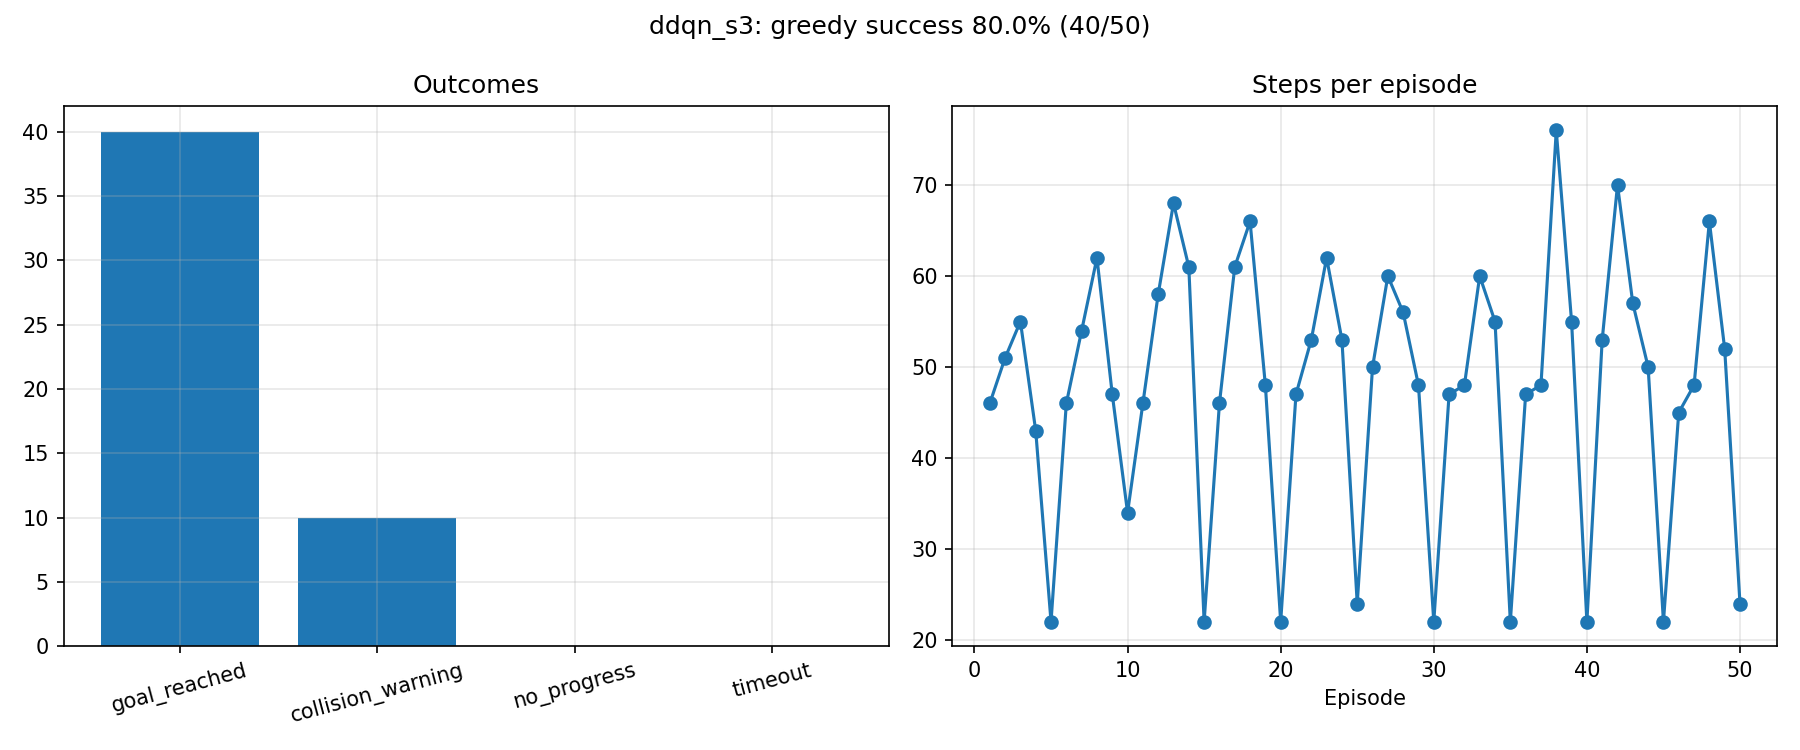 ddqn_s3: greedy success 80.0% (40/50)
Outcomes
40
35
30
25
20
15
10
5
0
goal_reached
collision_warning
no_progress
timeout
Steps per episode
70
60
50
40
30
20
0
10
20
30
40
50
Episode